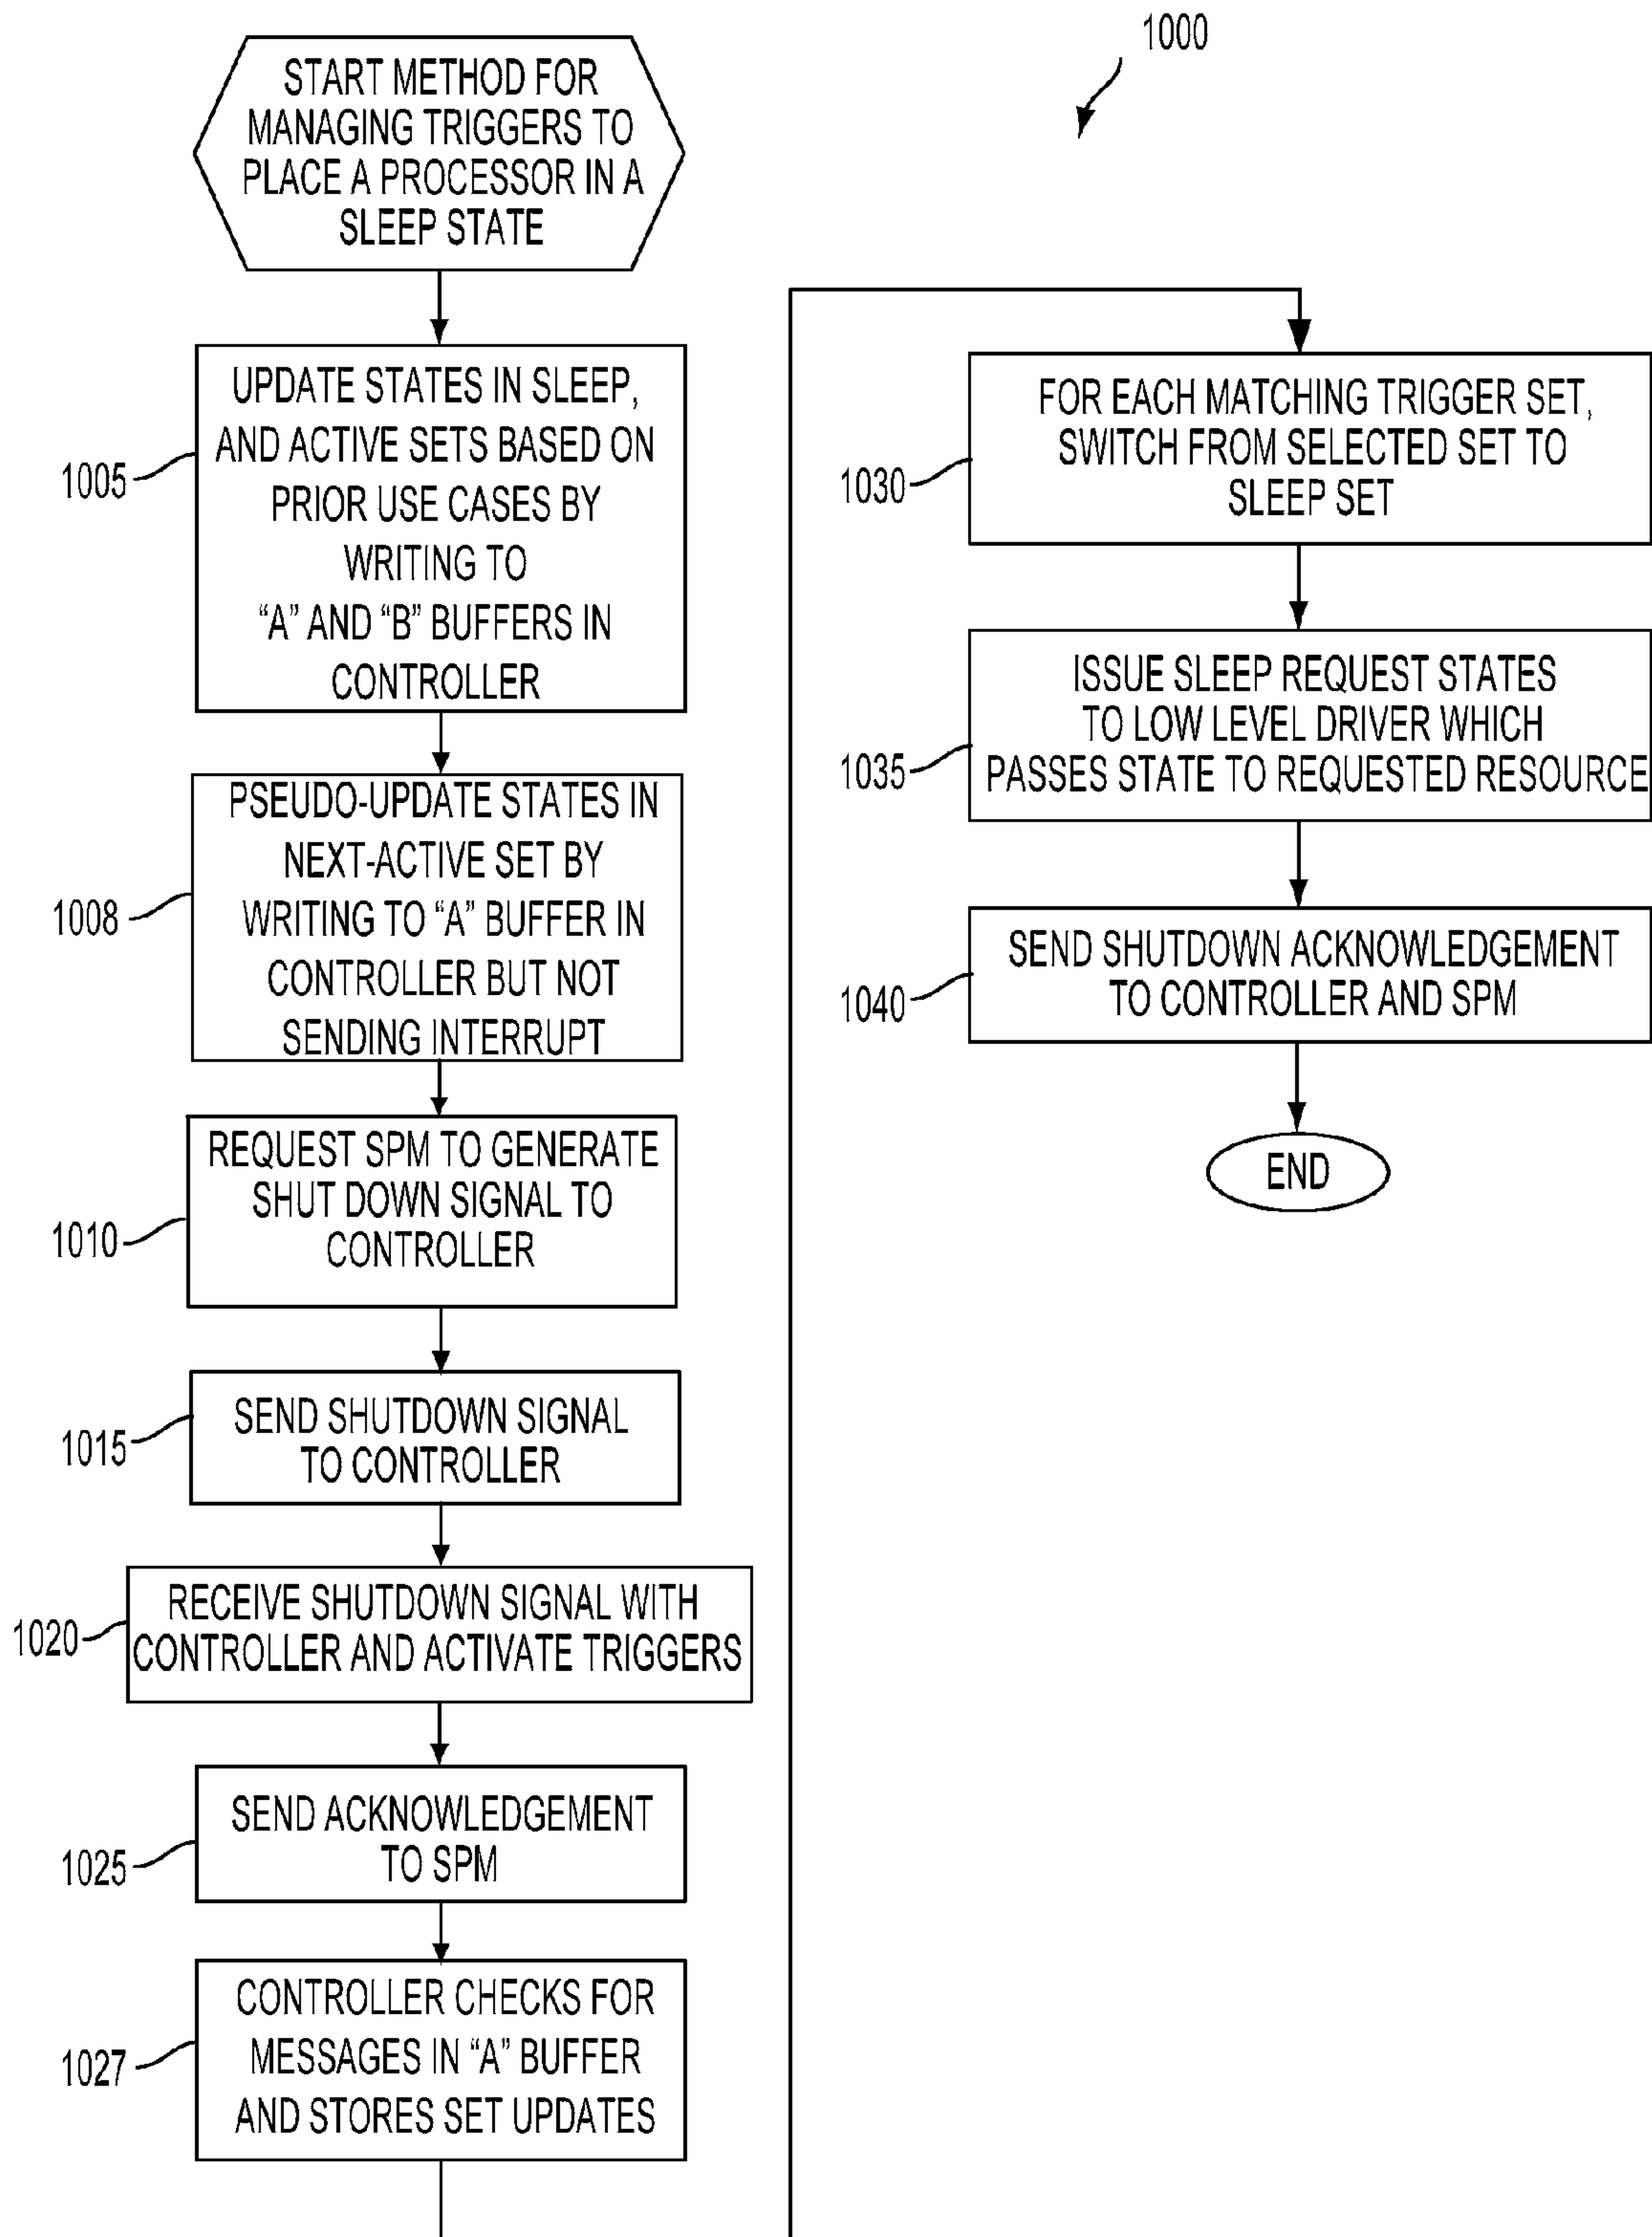 1000
START METHOD FOR
MANAGING TRIGGERS TO
PLACE A PROCESSOR IN A
SLEEP STATE
1005
UPDATE STATES IN SLEEP,
AND ACTIVE SETS BASED ON
PRIOR USE CASES BY
WRITING TO
“A” AND “B” BUFFERS IN
CONTROLLER
1008
PSEUDO-UPDATE STATES IN
NEXT-ACTIVE SET BY
WRITING TO “A” BUFFER IN
CONTROLLER BUT NOT
SENDING INTERRUPT
1010
REQUEST SPM TO GENERATE
SHUT DOWN SIGNAL TO
CONTROLLER
1015
SEND SHUTDOWN SIGNAL
TO CONTROLLER
1020
RECEIVE SHUTDOWN SIGNAL WITH
CONTROLLER AND ACTIVATE TRIGGERS
1025
SEND ACKNOWLEDGEMENT
TO SPM
1027
CONTROLLER CHECKS FOR
MESSAGES IN “A” BUFFER
AND STORES SET UPDATES
1030
FOR EACH MATCHING TRIGGER SET,
SWITCH FROM SELECTED SET TO
SLEEP SET
1035
ISSUE SLEEP REQUEST STATES
TO LOW LEVEL DRIVER WHICH
PASSES STATE TO REQUESTED RESOURCE
1040
SEND SHUTDOWN ACKNOWLEDGEMENT
TO CONTROLLER AND SPM
END